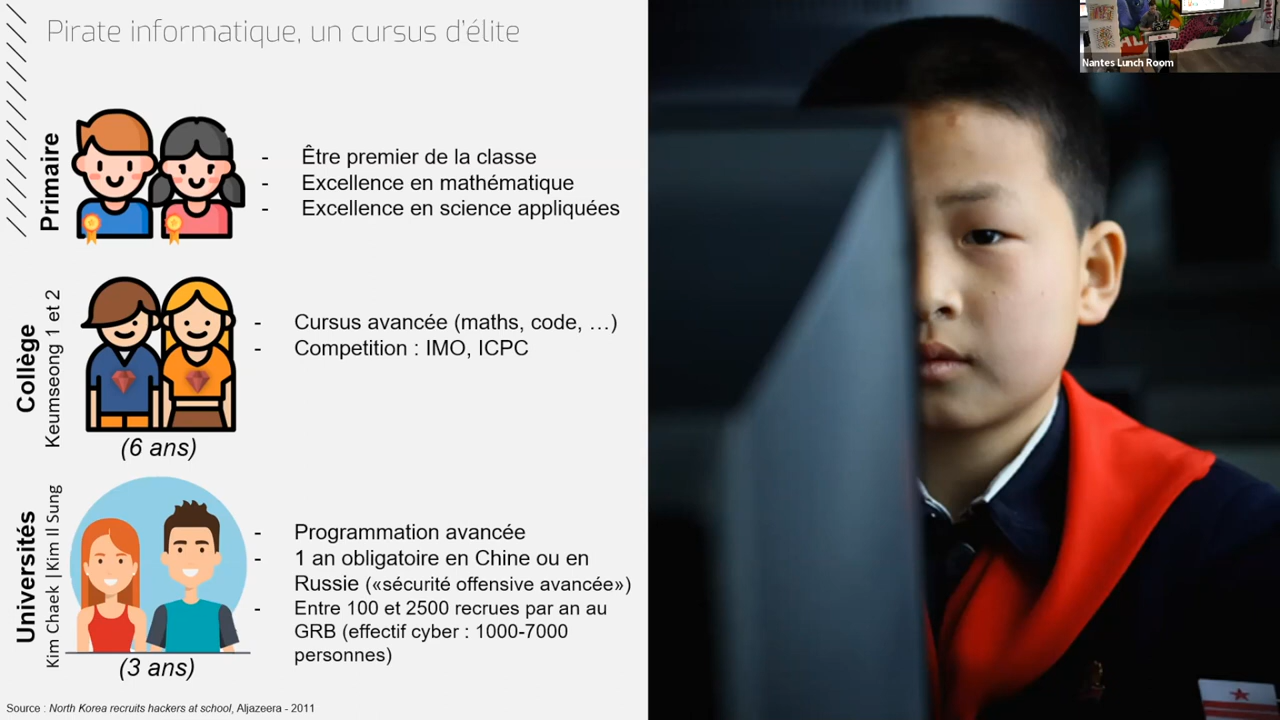 Pirate informatique, un cursus d'élite
Nantes Lunch Room
Primaire
- Être premier de la classe
- Excellence en mathématique
- Excellence en science appliquées
Collège
Keumseong 1 et 2
(6 ans)
- Cursus avancée (maths, code, …)
- Competition : IMO, ICPC
Universités
Kim Chaek | Kim Il Sung
(3 ans)
- Programmation avancée
- 1 an obligatoire en Chine ou en
Russie («sécurité offensive avancée»)
- Entre 100 et 2500 recrues par an au
GRB (effectif cyber : 1000-7000
personnes)
Source : North Korea recruits hackers at school, Aljazeera - 2011